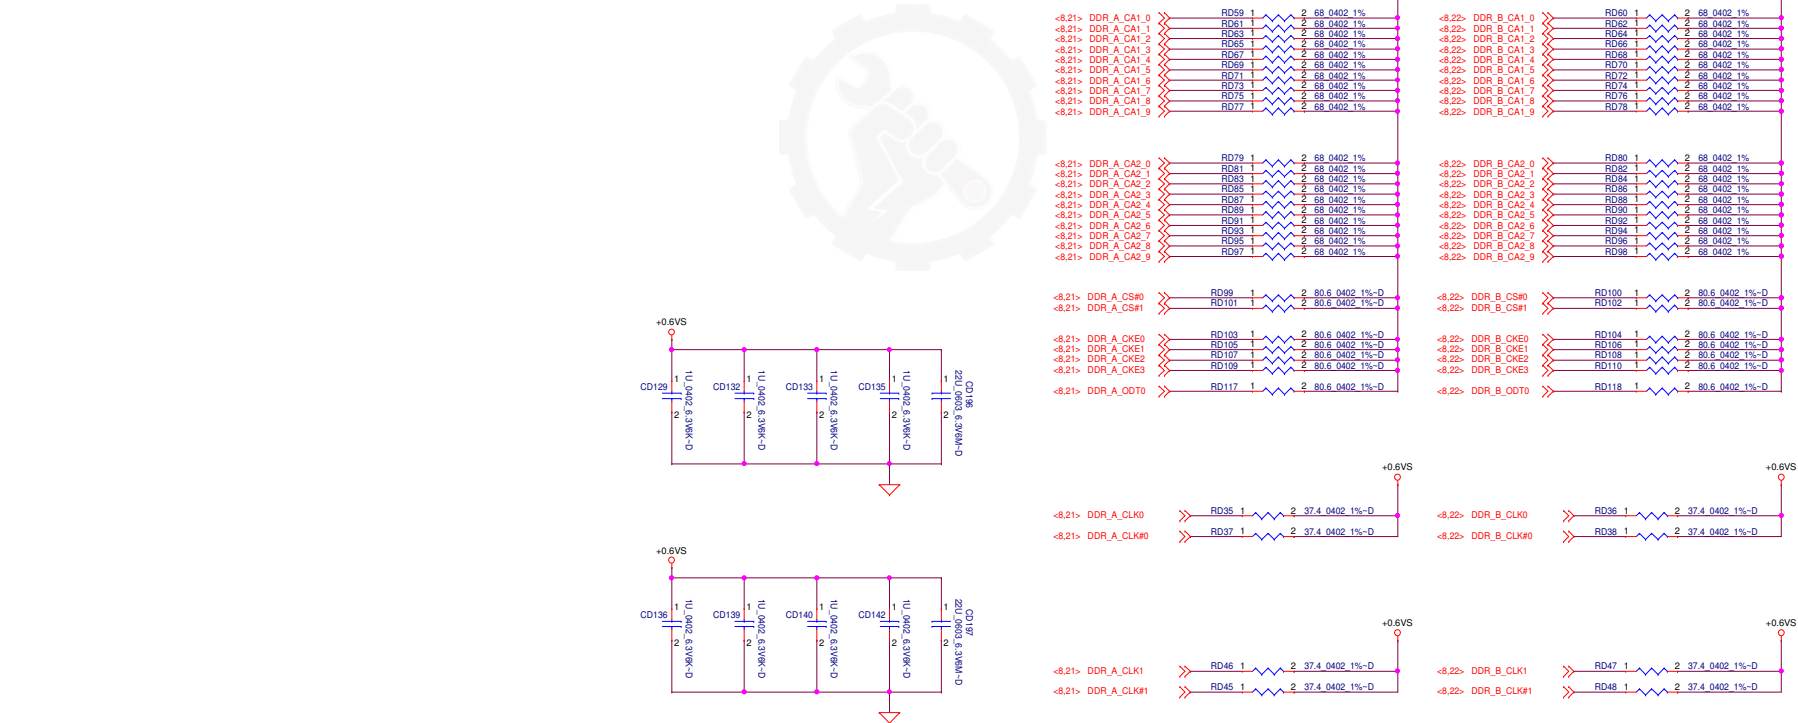 <8,21> DDR_A_CA1_0 RD59 1 2 68_0402_1%
<8,21> DDR_A_CA1_1 RD61 1 2 68_0402_1%
<8,21> DDR_A_CA1_2 RD63 1 2 68_0402_1%
<8,21> DDR_A_CA1_3 RD65 1 2 68_0402_1%
<8,21> DDR_A_CA1_4 RD67 1 2 68_0402_1%
<8,21> DDR_A_CA1_5 RD69 1 2 68_0402_1%
<8,21> DDR_A_CA1_6 RD71 1 2 68_0402_1%
<8,21> DDR_A_CA1_7 RD73 1 2 68_0402_1%
<8,21> DDR_A_CA1_8 RD75 1 2 68_0402_1%
<8,21> DDR_A_CA1_9 RD77 1 2 68_0402_1%
<8,22> DDR_B_CA1_0 RD60 1 2 68_0402_1%
<8,22> DDR_B_CA1_1 RD62 1 2 68_0402_1%
<8,22> DDR_B_CA1_2 RD64 1 2 68_0402_1%
<8,22> DDR_B_CA1_3 RD66 1 2 68_0402_1%
<8,22> DDR_B_CA1_4 RD68 1 2 68_0402_1%
<8,22> DDR_B_CA1_5 RD70 1 2 68_0402_1%
<8,22> DDR_B_CA1_6 RD72 1 2 68_0402_1%
<8,22> DDR_B_CA1_7 RD74 1 2 68_0402_1%
<8,22> DDR_B_CA1_8 RD76 1 2 68_0402_1%
<8,22> DDR_B_CA1_9 RD78 1 2 68_0402_1%
<8,21> DDR_A_CA2_0 RD79 1 2 68_0402_1%
<8,21> DDR_A_CA2_1 RD81 1 2 68_0402_1%
<8,21> DDR_A_CA2_2 RD83 1 2 68_0402_1%
<8,21> DDR_A_CA2_3 RD85 1 2 68_0402_1%
<8,21> DDR_A_CA2_4 RD87 1 2 68_0402_1%
<8,21> DDR_A_CA2_5 RD89 1 2 68_0402_1%
<8,21> DDR_A_CA2_6 RD91 1 2 68_0402_1%
<8,21> DDR_A_CA2_7 RD93 1 2 68_0402_1%
<8,21> DDR_A_CA2_8 RD95 1 2 68_0402_1%
<8,21> DDR_A_CA2_9 RD97 1 2 68_0402_1%
<8,22> DDR_B_CA2_0 RD80 1 2 68_0402_1%
<8,22> DDR_B_CA2_1 RD82 1 2 68_0402_1%
<8,22> DDR_B_CA2_2 RD84 1 2 68_0402_1%
<8,22> DDR_B_CA2_3 RD86 1 2 68_0402_1%
<8,22> DDR_B_CA2_4 RD88 1 2 68_0402_1%
<8,22> DDR_B_CA2_5 RD90 1 2 68_0402_1%
<8,22> DDR_B_CA2_6 RD92 1 2 68_0402_1%
<8,22> DDR_B_CA2_7 RD94 1 2 68_0402_1%
<8,22> DDR_B_CA2_8 RD96 1 2 68_0402_1%
<8,22> DDR_B_CA2_9 RD98 1 2 68_0402_1%
<8,21> DDR_A_CS#0 RD99 1 2 80.6_0402_1%~D
<8,21> DDR_A_CS#1 RD101 1 2 80.6_0402_1%~D
<8,22> DDR_B_CS#0 RD100 1 2 80.6_0402_1%~D
<8,22> DDR_B_CS#1 RD102 1 2 80.6_0402_1%~D
<8,21> DDR_A_CKE0 RD103 1 2 80.6_0402_1%~D
<8,21> DDR_A_CKE1 RD105 1 2 80.6_0402_1%~D
<8,21> DDR_A_CKE2 RD107 1 2 80.6_0402_1%~D
<8,21> DDR_A_CKE3 RD109 1 2 80.6_0402_1%~D
<8,22> DDR_B_CKE0 RD104 1 2 80.6_0402_1%~D
<8,22> DDR_B_CKE1 RD106 1 2 80.6_0402_1%~D
<8,22> DDR_B_CKE2 RD108 1 2 80.6_0402_1%~D
<8,22> DDR_B_CKE3 RD110 1 2 80.6_0402_1%~D
<8,21> DDR_A_ODT0 RD117 1 2 80.6_0402_1%~D
<8,22> DDR_B_ODT0 RD118 1 2 80.6_0402_1%~D
+0.6VS
CD129 1 2 1U_0402_6.3V6K~D
CD132 1 2 1U_0402_6.3V6K~D
CD133 1 2 1U_0402_6.3V6K~D
CD135 1 2 1U_0402_6.3V6K~D
CD196 1 2 22U_0603_6.3V6M~D
+0.6VS
+0.6VS
<8,21> DDR_A_CLK0 RD35 1 2 37.4_0402_1%~D
<8,21> DDR_A_CLK#0 RD37 1 2 37.4_0402_1%~D
<8,22> DDR_B_CLK0 RD36 1 2 37.4_0402_1%~D
<8,22> DDR_B_CLK#0 RD38 1 2 37.4_0402_1%~D
+0.6VS
CD136 1 2 1U_0402_6.3V6K~D
CD139 1 2 1U_0402_6.3V6K~D
CD140 1 2 1U_0402_6.3V6K~D
CD142 1 2 1U_0402_6.3V6K~D
CD197 1 2 22U_0603_6.3V6M~D
+0.6VS
+0.6VS
<8,21> DDR_A_CLK1 RD46 1 2 37.4_0402_1%~D
<8,21> DDR_A_CLK#1 RD45 1 2 37.4_0402_1%~D
<8,22> DDR_B_CLK1 RD47 1 2 37.4_0402_1%~D
<8,22> DDR_B_CLK#1 RD48 1 2 37.4_0402_1%~D